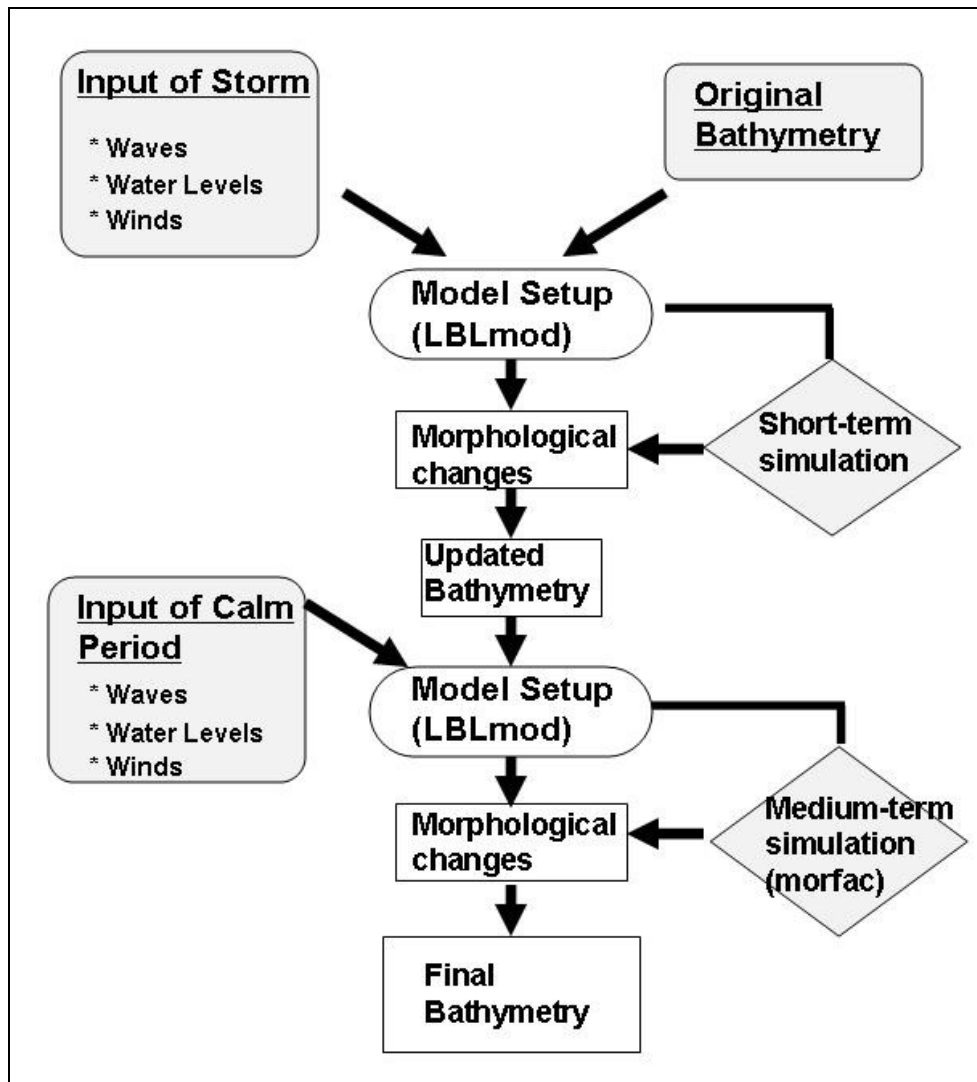 Input of Storm
* Waves
* Water Levels
* Winds
Original
Bathymetry
Model Setup
(LBLmod)
Short-term
simulation
Morphological
changes
Updated
Bathymetry
Input of Calm
Period
* Waves
* Water Levels
* Winds
Model Setup
(LBLmod)
Medium-term
simulation
(morfac)
Morphological
changes
Final
Bathymetry